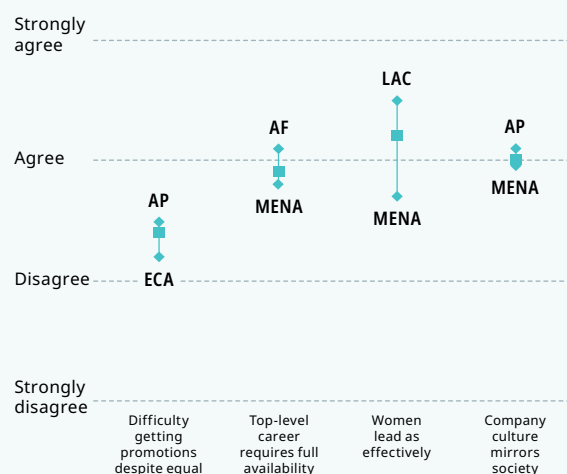 Strongly
agree
LAC
AF
AP
Agree
MENA
AP
MENA
MENA
Disagree
ECA
Strongly
disagree
Difficulty
getting
promotions
despite equal
Top-level
career
requires full
availability
Women
lead as
effectively
Company
culture
mirrors
society